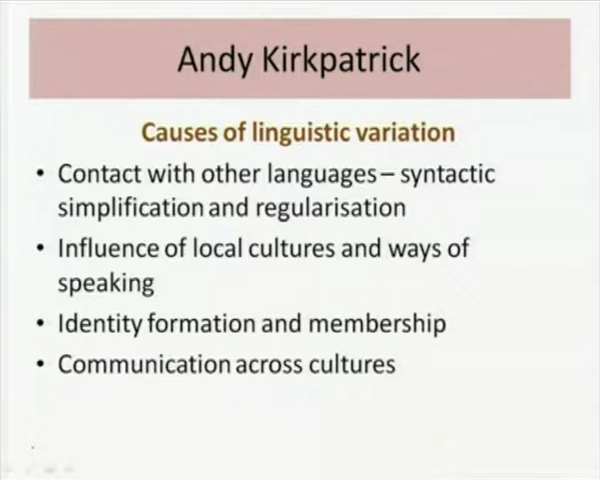 Andy Kirkpatrick
Causes of linguistic variation
• Contact with other languages – syntactic
simplification and regularisation
• Influence of local cultures and ways of
speaking
• Identity formation and membership
• Communication across cultures